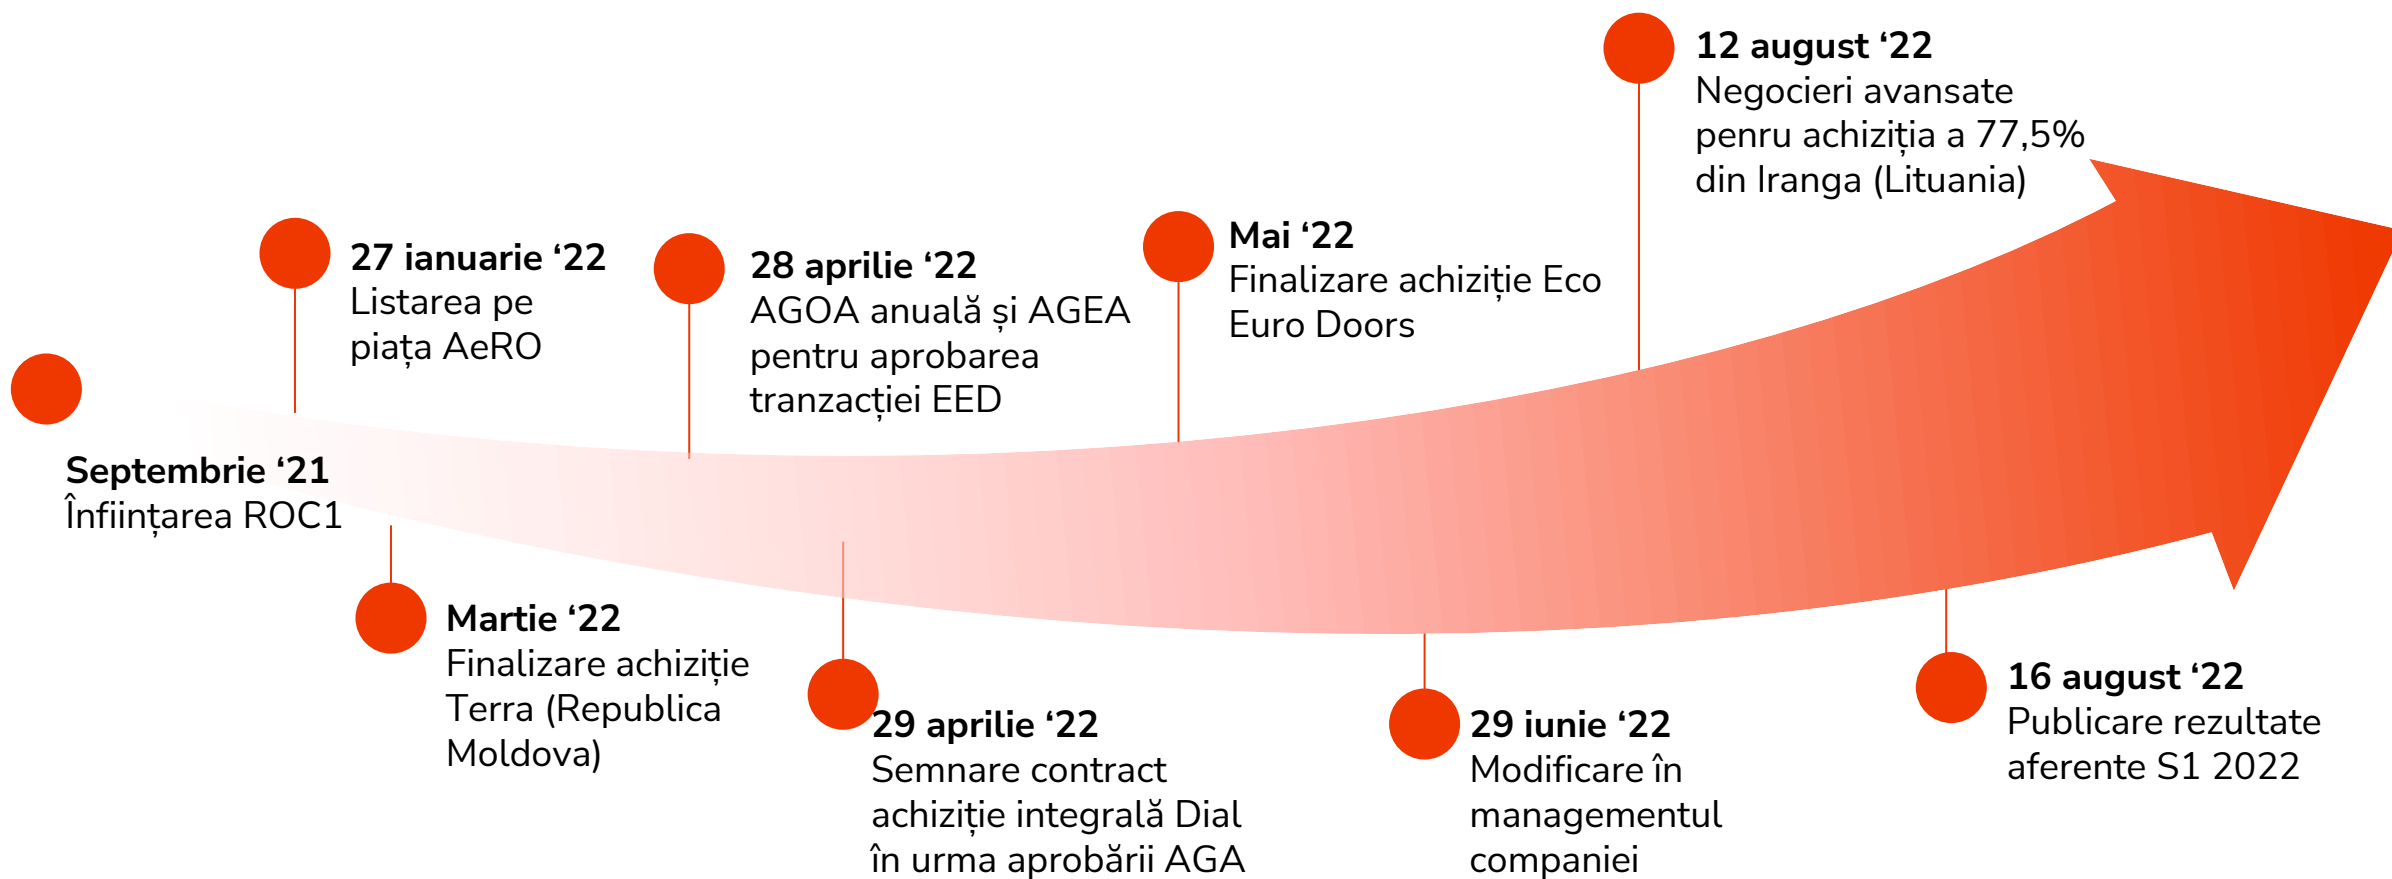 Septembrie ‘21
Înființarea ROC1
27 ianuarie ‘22
Listarea pe
piața AeRO
Martie ‘22
Finalizare achiziție
Terra (Republica
Moldova)
28 aprilie ‘22
AGOA anuală și AGEA
pentru aprobarea
tranzacției EED
29 aprilie ‘22
Semnare contract
achiziție integrală Dial
în urma aprobării AGA
Mai ‘22
Finalizare achiziție Eco
Euro Doors
29 iunie ‘22
Modificare în
managementul
companiei
12 august ‘22
Negocieri avansate
penru achiziția a 77,5%
din Iranga (Lituania)
16 august ‘22
Publicare rezultate
aferente S1 2022